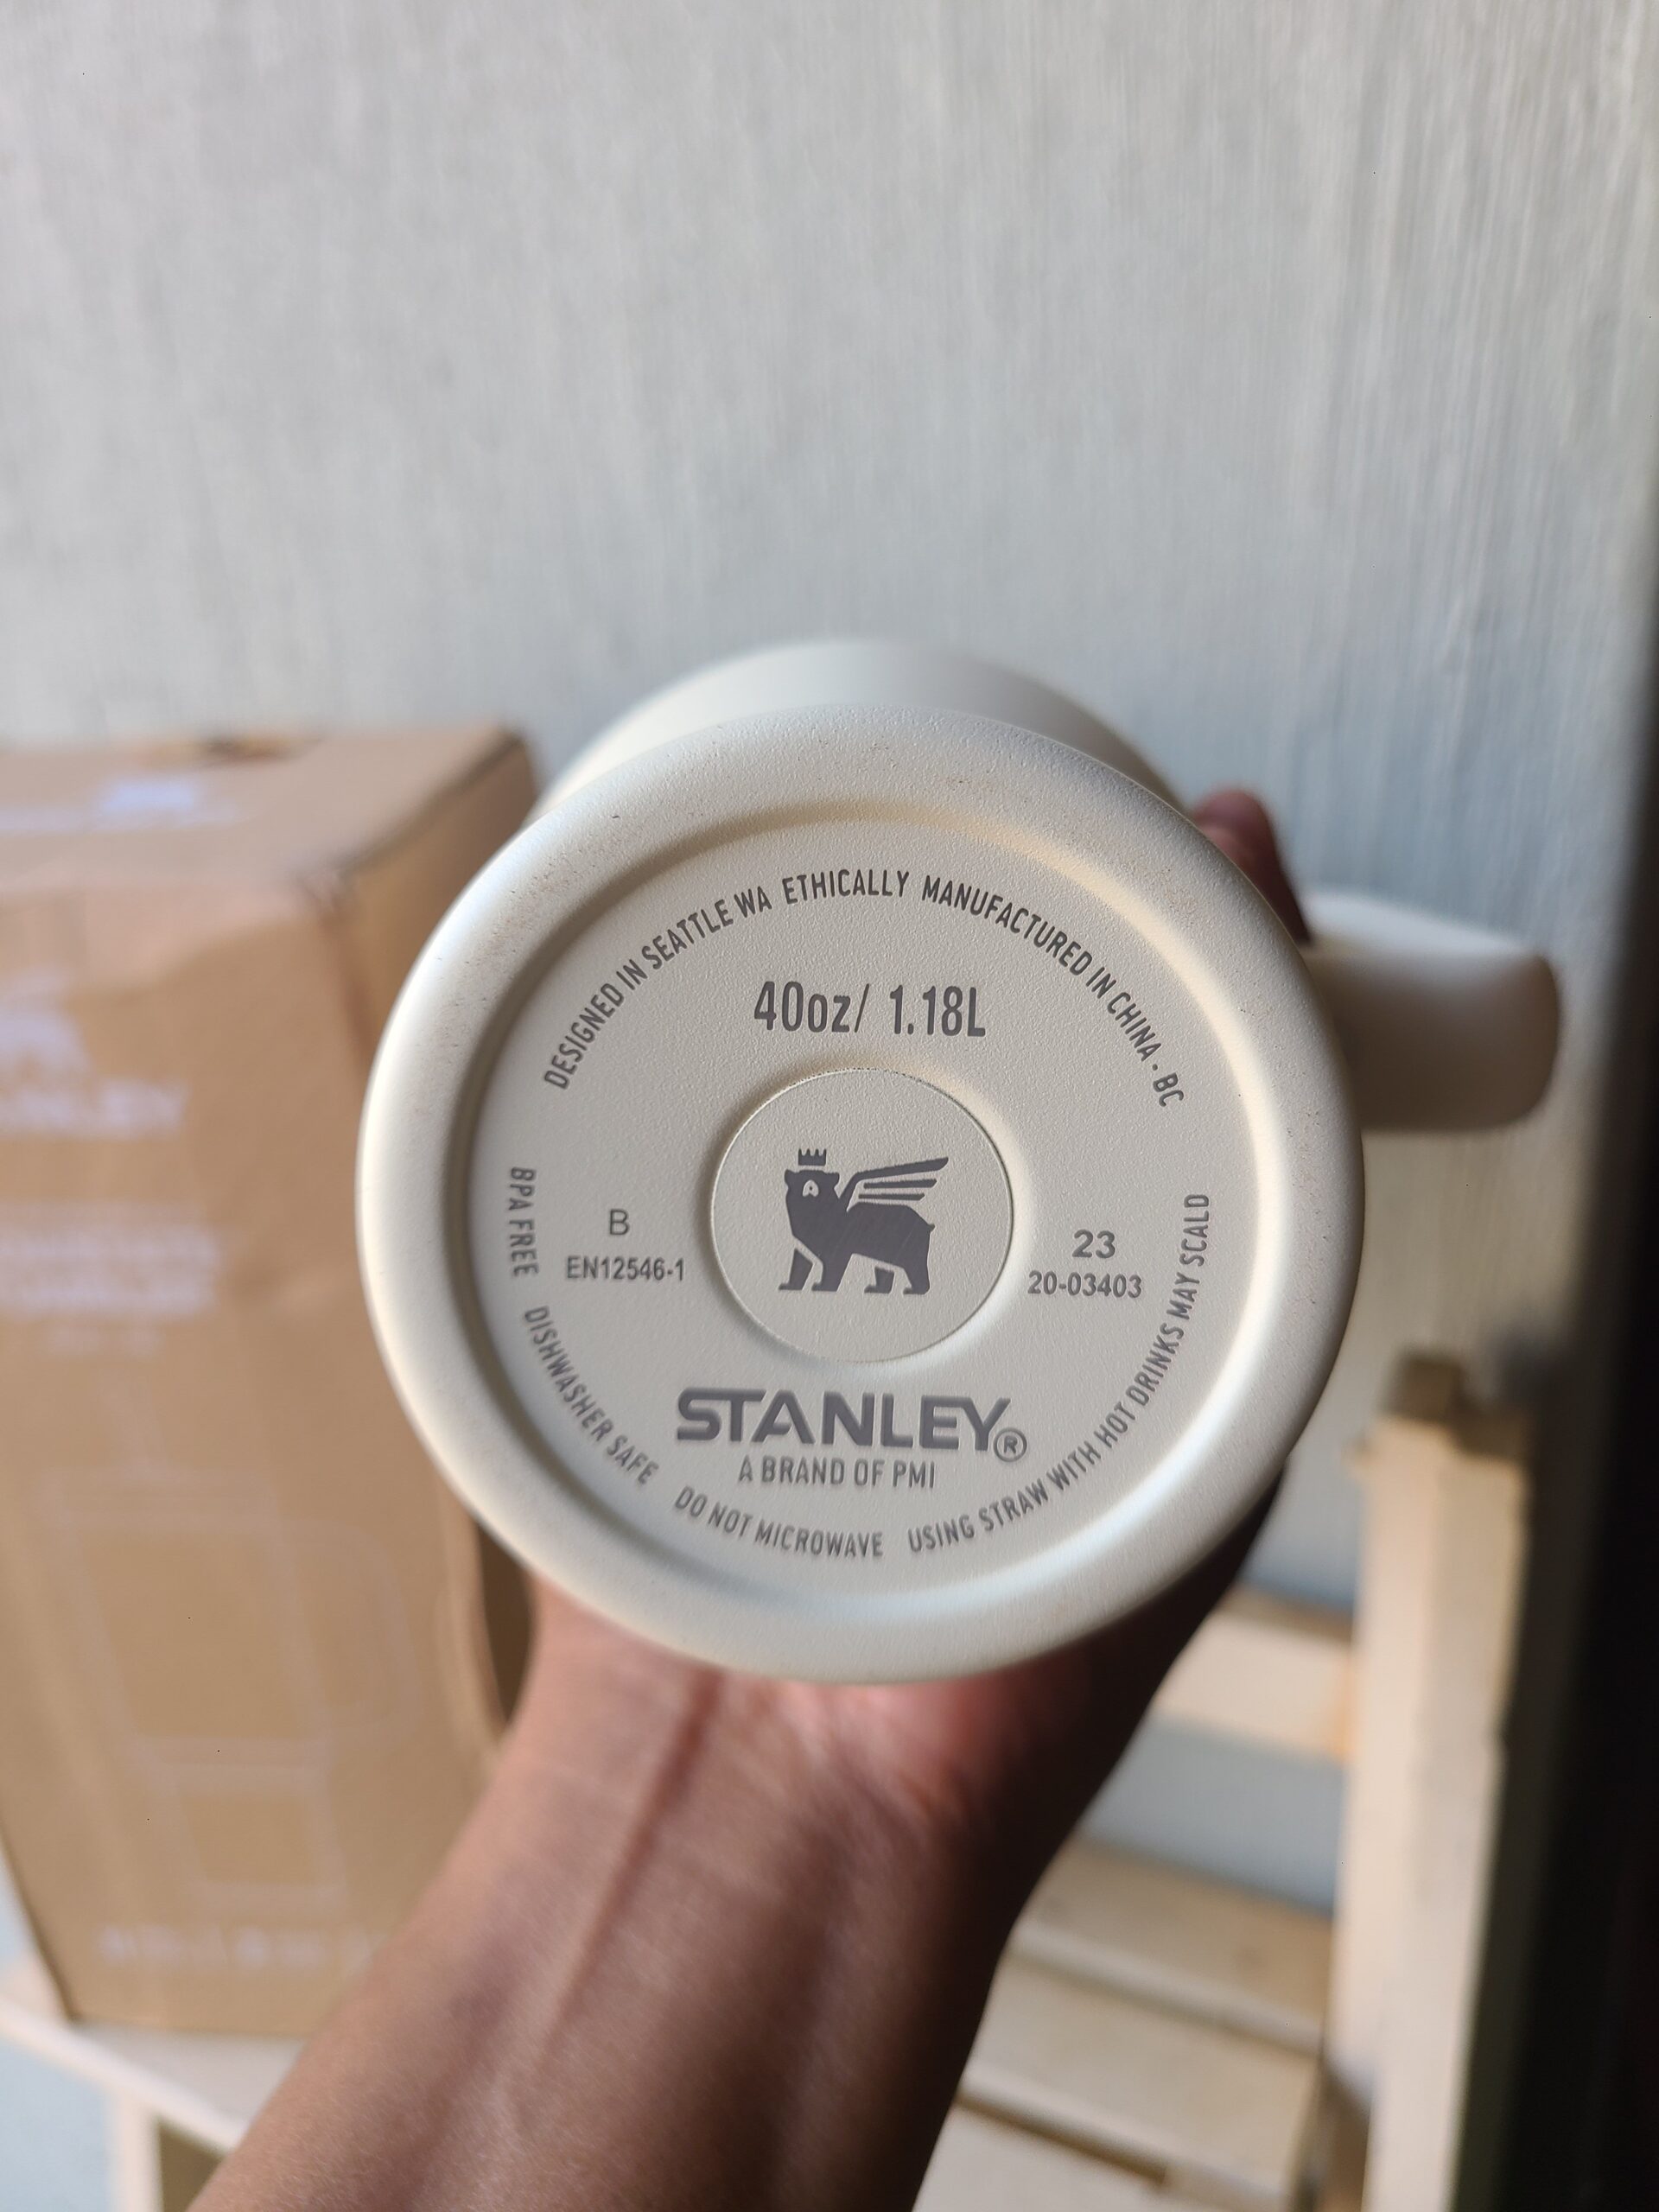 DESIGNED IN SEATTLE WA ETHICALLY MANUFACTURED IN CHINA · BC
40oz/ 1.18L
B
EN12546-1
23
20-03403
STANLEY®
A BRAND OF PMI
BPA FREE DISHWASHER SAFE DO NOT MICROWAVE USING STRAW WITH HOT DRINKS MAY SCALD